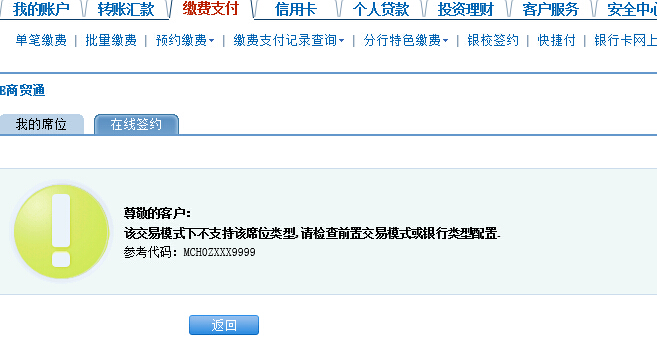 我的账户 转账汇款 缴费支付 信用卡 个人贷款 投资理财 客户服务 安全中心
单笔缴费 | 批量缴费 | 预约缴费 | 缴费支付记录查询 | 分行特色缴费 | 银校签约 | 快捷付 | 银行卡网上
E商贸通
我的席位 在线签约
尊敬的客户：
该交易模式下不支持该席位类型,请检查前置交易模式或银行类型配置.
参考代码：MCH0ZXXX9999
返回